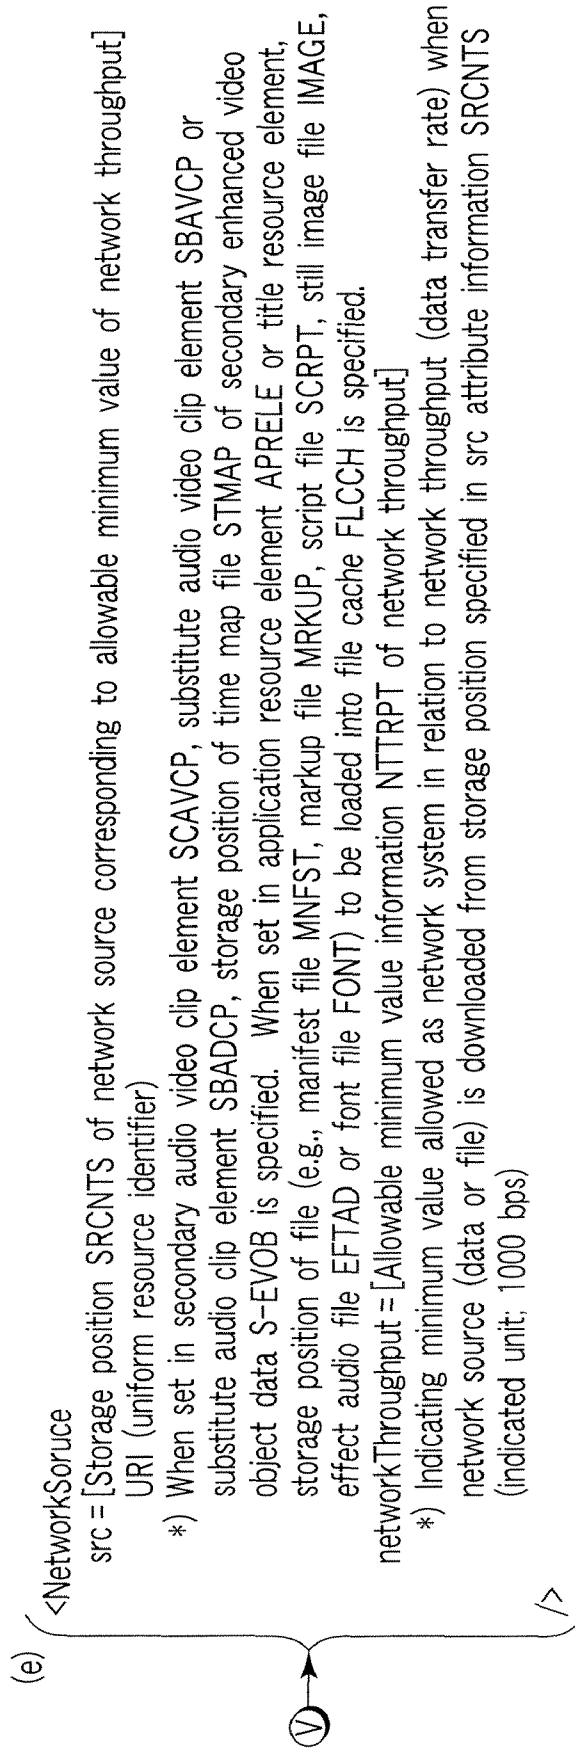 (e)
<NetworkSoruce
src = [Storage position SRCNTS of network source corresponding to allowable minimum value of network throughput]
URI (uniform resource identifier)
*) When set in secondary audio video clip element SCAVCP, substitute audio video clip element SBAVCP or
substitute audio clip element SBADCP, storage position of time map file STMAP of secondary enhanced video
object data S-EVOB is specified. When set in application resource element APRELE or title resource element,
storage position of file (e.g., manifest file MNFST, markup file MRKUP, script file SCRPT, still image file IMAGE,
effect audio file EFTAD or font file FONT) to be loaded into file cache FLCCH is specified.
networkThroughput = [Allowable minimum value information NTTRPT of network throughput]
*) Indicating minimum value allowed as network system in relation to network throughput (data transfer rate) when
network source (data or file) is downloaded from storage position specified in src attribute information SRCNTS
(indicated unit; 1000 bps)
/>
V